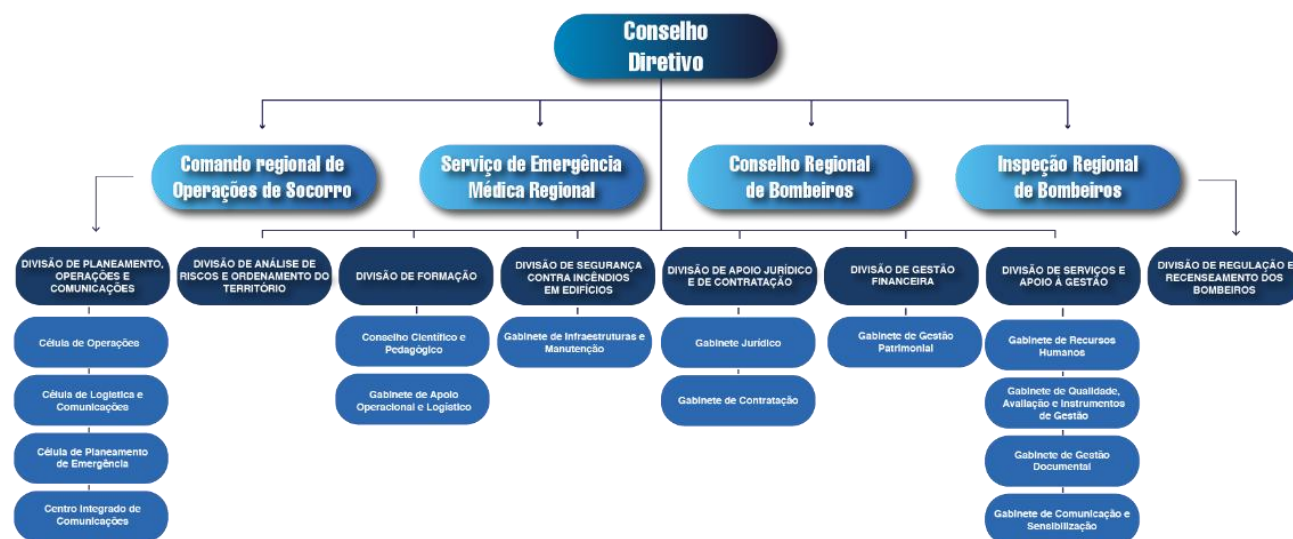 Conselho
Diretivo
Comando regional de
Operações de Socorro
Serviço de Emergência
Médica Regional
Conselho Regional
de Bombeiros
Inspeção Regional
de Bombeiros
DIVISÃO DE PLANEAMENTO,
OPERAÇÕES E
COMUNICAÇÕES
DIVISÃO DE ANÁLISE DE
RISCOS E ORDENAMENTO DO
TERRITÓRIO
DIVISÃO DE FORMAÇÃO
DIVISÃO DE SEGURANÇA
CONTRA INCÊNDIOS
EM EDIFÍCIOS
DIVISÃO DE APOIO JURÍDICO
E DE CONTRATAÇÃO
DIVISÃO DE GESTÃO
FINANCEIRA
DIVISÃO DE SERVIÇOS E
APOIO À GESTÃO
DIVISÃO DE REGULAÇÃO E
RECENSEAMENTO DOS
BOMBEIROS
Célula de Operações
Célula de Logística e
Comunicações
Célula de Planeamento
de Emergência
Centro Integrado de
Comunicações
Conselho Científico e
Pedagógico
Gabinete de Apoio
Operacional e Logístico
Gabinete de Infraestruturas e
Manutenção
Gabinete Jurídico
Gabinete de Contratação
Gabinete de Gestão
Patrimonial
Gabinete de Recursos
Humanos
Gabinete de Qualidade,
Avaliação e Instrumentos
de Gestão
Gabinete de Gestão
Documental
Gabinete de Comunicação e
Sensibilização